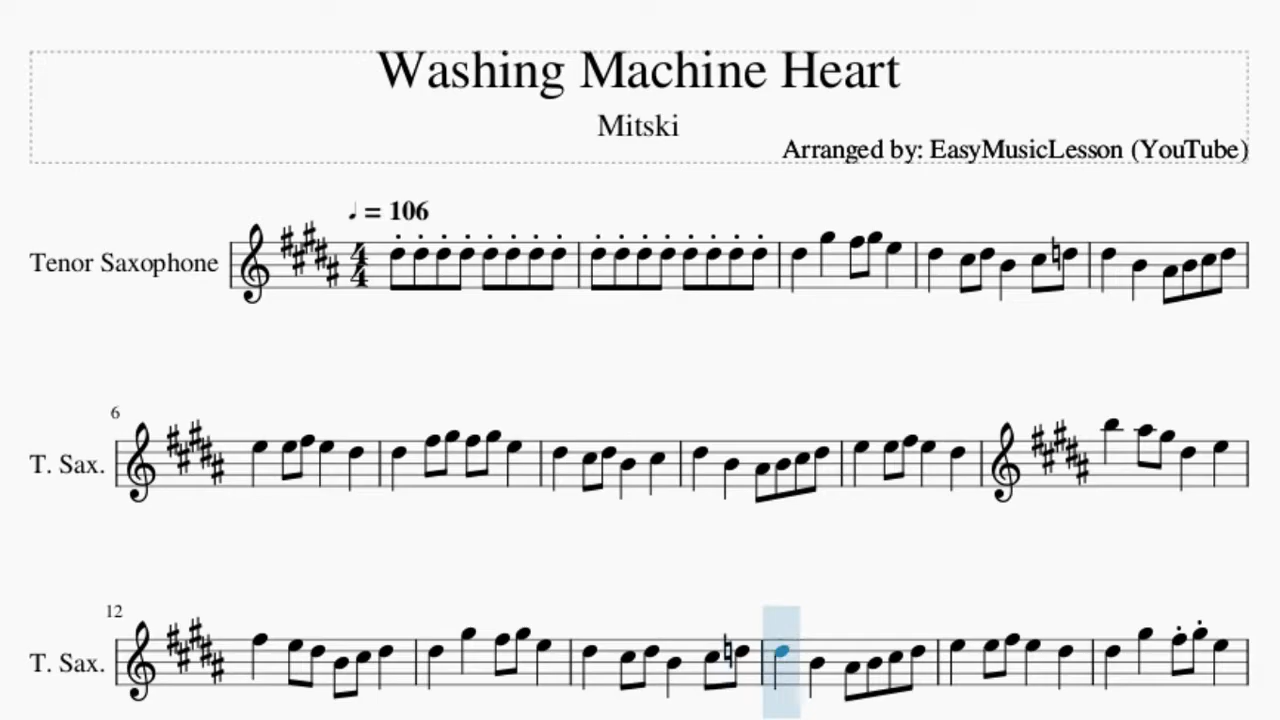 Washing Machine Heart
Mitski
Arranged by: EasyMusicLesson (YouTube)
♩ = 106
Tenor Saxophone
4
4
6
T. Sax.
12
T. Sax.